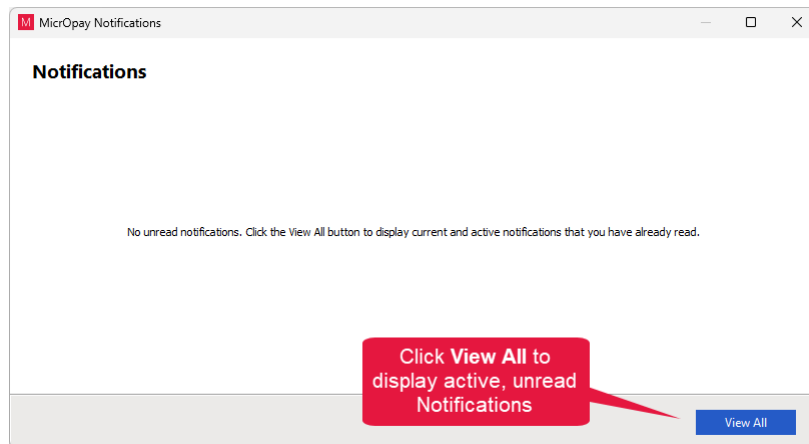 M MicrOpay Notifications
Notifications
No unread notifications. Click the View All button to display current and active notifications that you have already read.
Click View All to
display active, unread
Notifications
View All